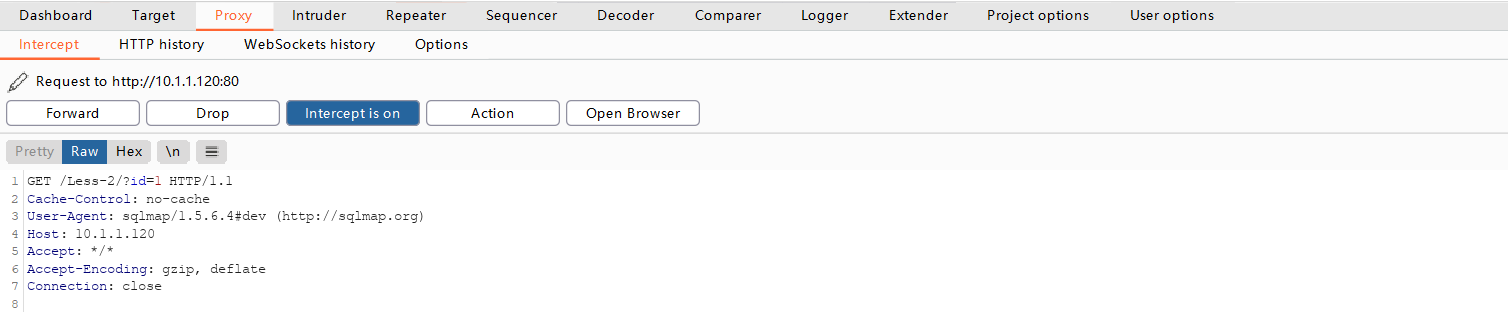 Dashboard Target Proxy Intruder Repeater Sequencer Decoder Comparer Logger Extender Project options User options
Intercept HTTP history WebSockets history Options
Request to http://10.1.1.120:80
Forward Drop Intercept is on Action Open Browser
Pretty Raw Hex \n
1 GET /Less-2/?id=1 HTTP/1.1
2 Cache-Control: no-cache
3 User-Agent: sqlmap/1.5.6.4#dev (http://sqlmap.org)
4 Host: 10.1.1.120
5 Accept: */*
6 Accept-Encoding: gzip, deflate
7 Connection: close
8